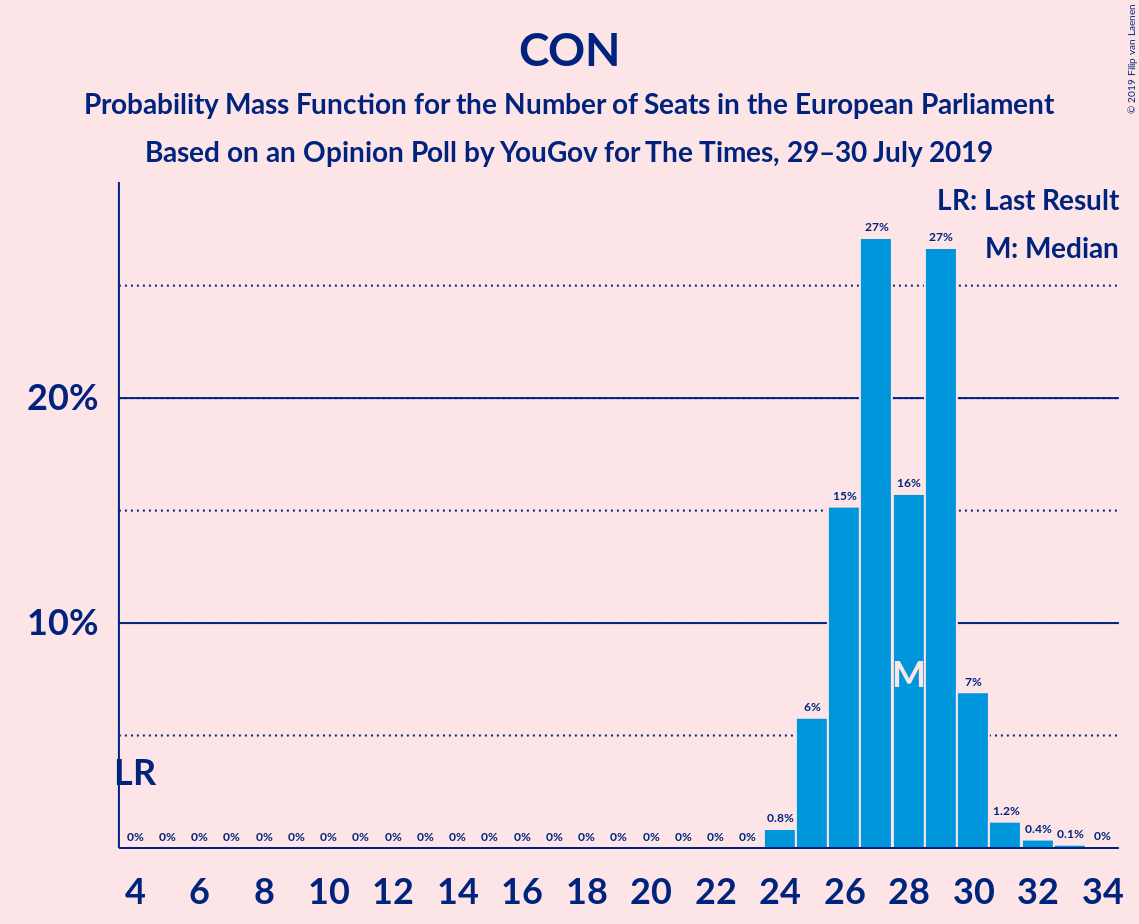 CON
Probability Mass Function for the Number of Seats in the European Parliament
Based on an Opinion Poll by YouGov for The Times, 29–30 July 2019
© 2019 Filip van Laenen
LR: Last Result
M: Median
27%
27%
20%
16%
15%
10%
M
7%
6%
LR
1.2%
0.8%
0.4%
0.1%
0% 0% 0% 0% 0% 0% 0% 0% 0% 0% 0% 0% 0% 0% 0% 0% 0% 0% 0% 0% 0%
4 6 8 10 12 14 16 18 20 22 24 26 28 30 32 34